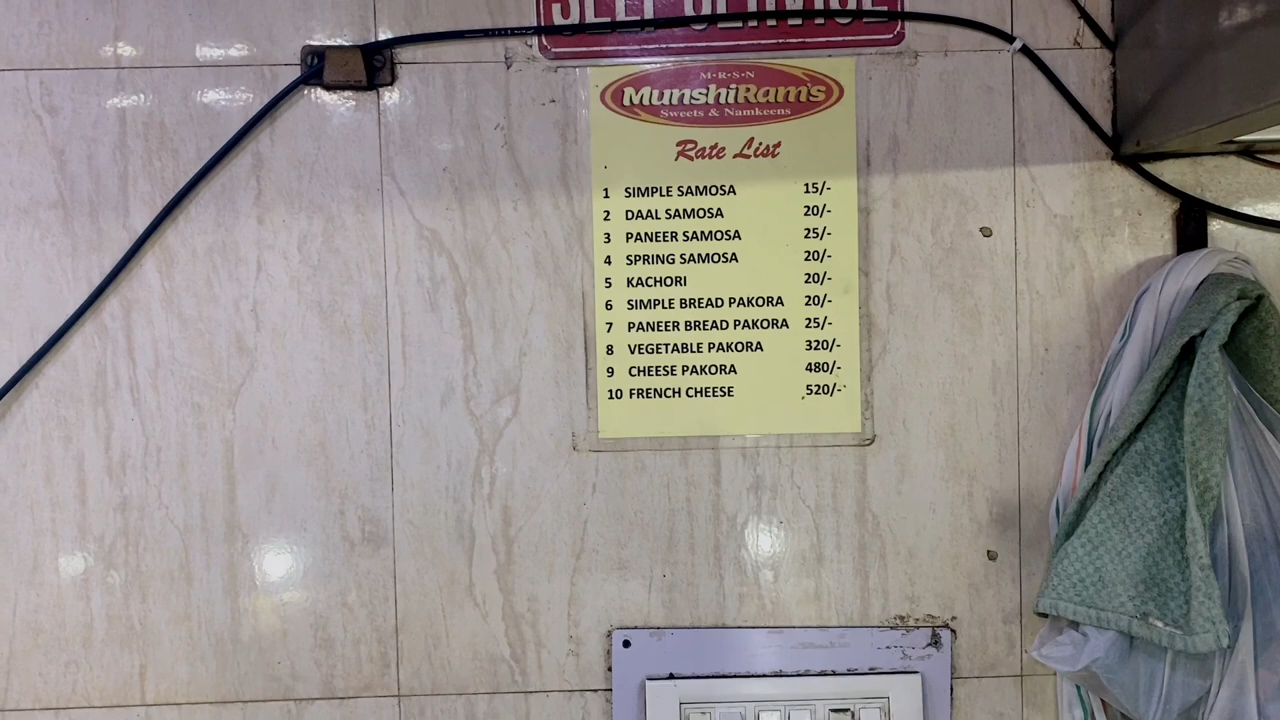 SELF SERVICE
M·R·S·N
MunshiRam's
Sweets & Namkeens
Rate List
1 SIMPLE SAMOSA 15/-
2 DAAL SAMOSA 20/-
3 PANEER SAMOSA 25/-
4 SPRING SAMOSA 20/-
5 KACHORI 20/-
6 SIMPLE BREAD PAKORA 20/-
7 PANEER BREAD PAKORA 25/-
8 VEGETABLE PAKORA 320/-
9 CHEESE PAKORA 480/-
10 FRENCH CHEESE 520/-